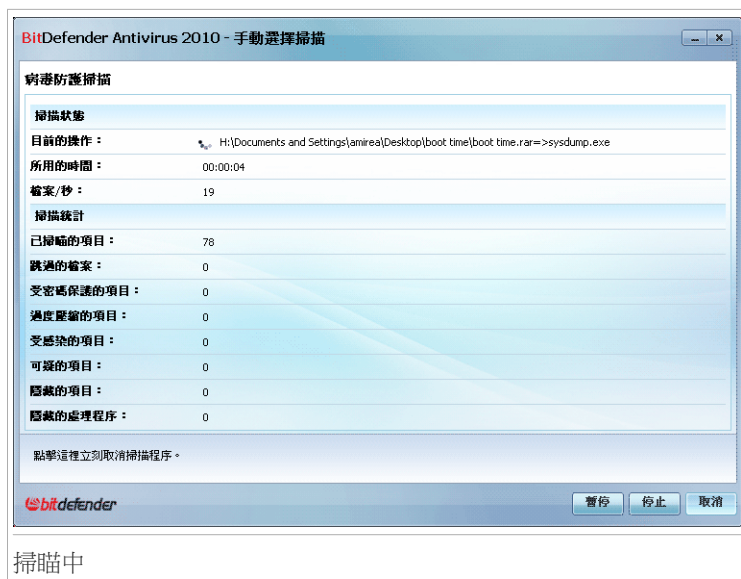 BitDefender Antivirus 2010 - 手動選擇掃描
病毒防護掃描
掃描狀態
目前的操作： H:\Documents and Settings\amirea\Desktop\boot time\boot time.rar=>sysdump.exe
所用的時間： 00:00:04
檔案/秒： 19
掃描統計
已掃瞄的項目： 78
跳過的檔案： 0
受密碼保護的項目： 0
過度壓縮的項目： 0
受感染的項目： 0
可疑的項目： 0
隱藏的項目： 0
隱藏的處理程序： 0
點擊這裡立刻取消掃描程序。
bitdefender 暫停 停止 取消
掃瞄中